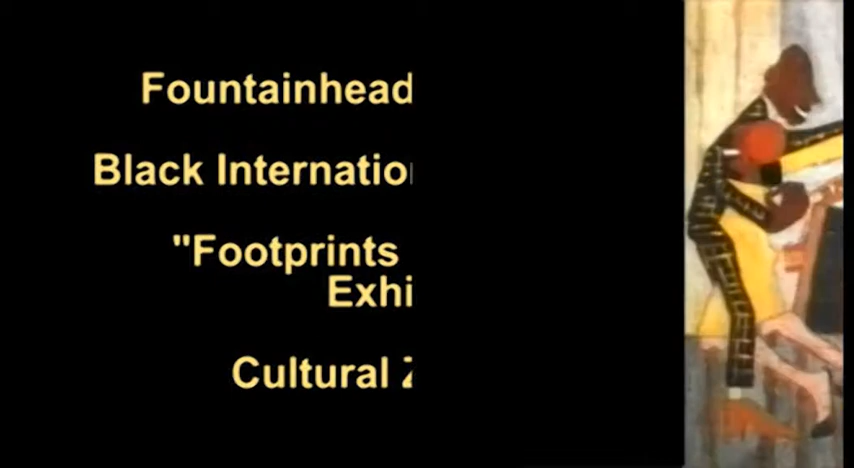 Fountainhead
Black Internatio
"Footprints
Exhi
Cultural